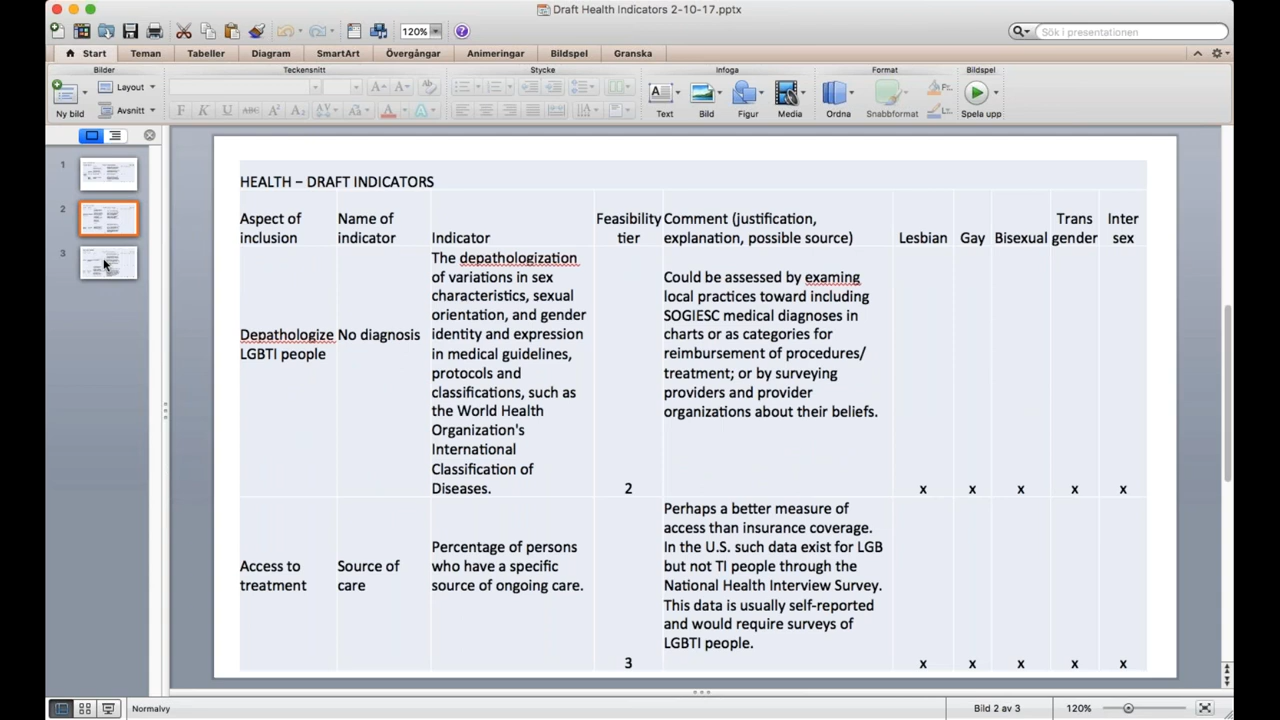 Draft Health Indicators 2-10-17.pptx
120%
Sök i presentationen
Start Teman Tabeller Diagram SmartArt Övergångar Animeringar Bildspel Granska
Bilder Teckensnitt Stycke Infoga Format Bildspel
Ny bild Layout Avsnitt
F K U ABC A² A₂ AV Aa A A
Text Bild Figur Media Ordna Snabbformat Spela upp
1
2
3
HEALTH – DRAFT INDICATORS
Aspect of
inclusion
Name of
indicator
Indicator
Feasibility
tier
Comment (justification,
explanation, possible source)
Lesbian
Gay
Bisexual
Trans
gender
Inter
sex
Depathologize
LGBTI people
No diagnosis
The depathologization
of variations in sex
characteristics, sexual
orientation, and gender
identity and expression
in medical guidelines,
protocols and
classifications, such as
the World Health
Organization's
International
Classification of
Diseases.
2
Could be assessed by examing
local practices toward including
SOGIESC medical diagnoses in
charts or as categories for
reimbursement of procedures/
treatment; or by surveying
providers and provider
organizations about their beliefs.
x x x x x
Access to
treatment
Source of
care
Percentage of persons
who have a specific
source of ongoing care.
3
Perhaps a better measure of
access than insurance coverage.
In the U.S. such data exist for LGB
but not TI people through the
National Health Interview Survey.
This data is usually self-reported
and would require surveys of
LGBTI people.
x x x x x
Normalvy
Bild 2 av 3
120%